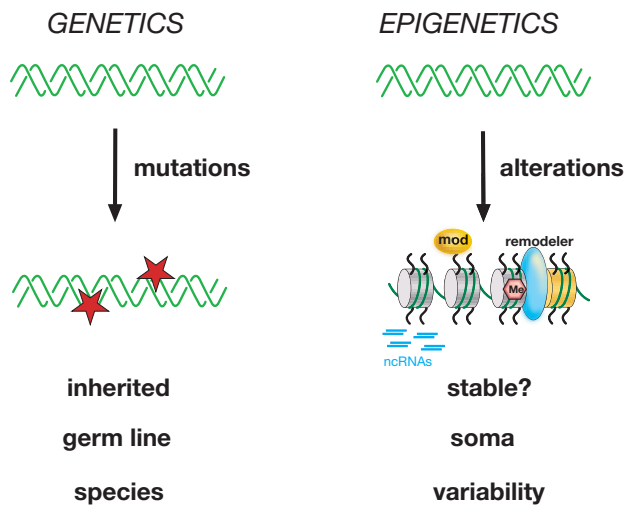 GENETICS
EPIGENETICS
mutations
alterations
mod
remodeler
Me
ncRNAs
inherited
stable?
germ line
soma
species
variability